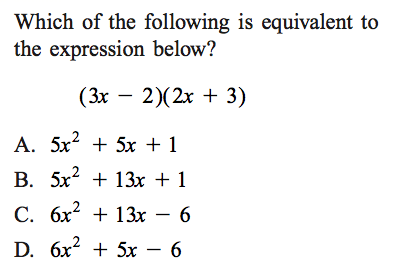 Which of the following is equivalent to
the expression below?
(3x − 2)(2x + 3)
A. 5x² + 5x + 1
B. 5x² + 13x + 1
C. 6x² + 13x − 6
D. 6x² + 5x − 6